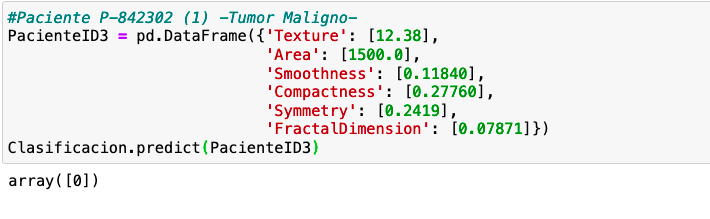 #Paciente P-842302 (1) -Tumor Maligno-
PacienteID3 = pd.DataFrame({'Texture': [12.38],
'Area': [1500.0],
'Smoothness': [0.11840],
'Compactness': [0.27760],
'Symmetry': [0.2419],
'FractalDimension': [0.07871]})
Clasificacion.predict(PacienteID3)
array([0])